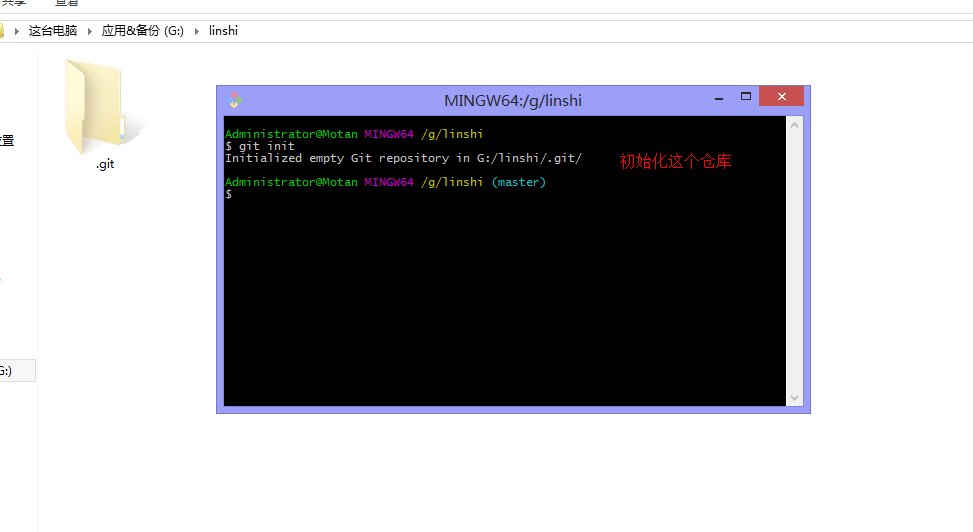 共享 查看
这台电脑 应用&备份 (G:) linshi
.git
位置
G:)
MINGW64:/g/linshi
Administrator@Motan MINGW64 /g/linshi
$ git init
Initialized empty Git repository in G:/linshi/.git/
初始化这个仓库
Administrator@Motan MINGW64 /g/linshi (master)
$